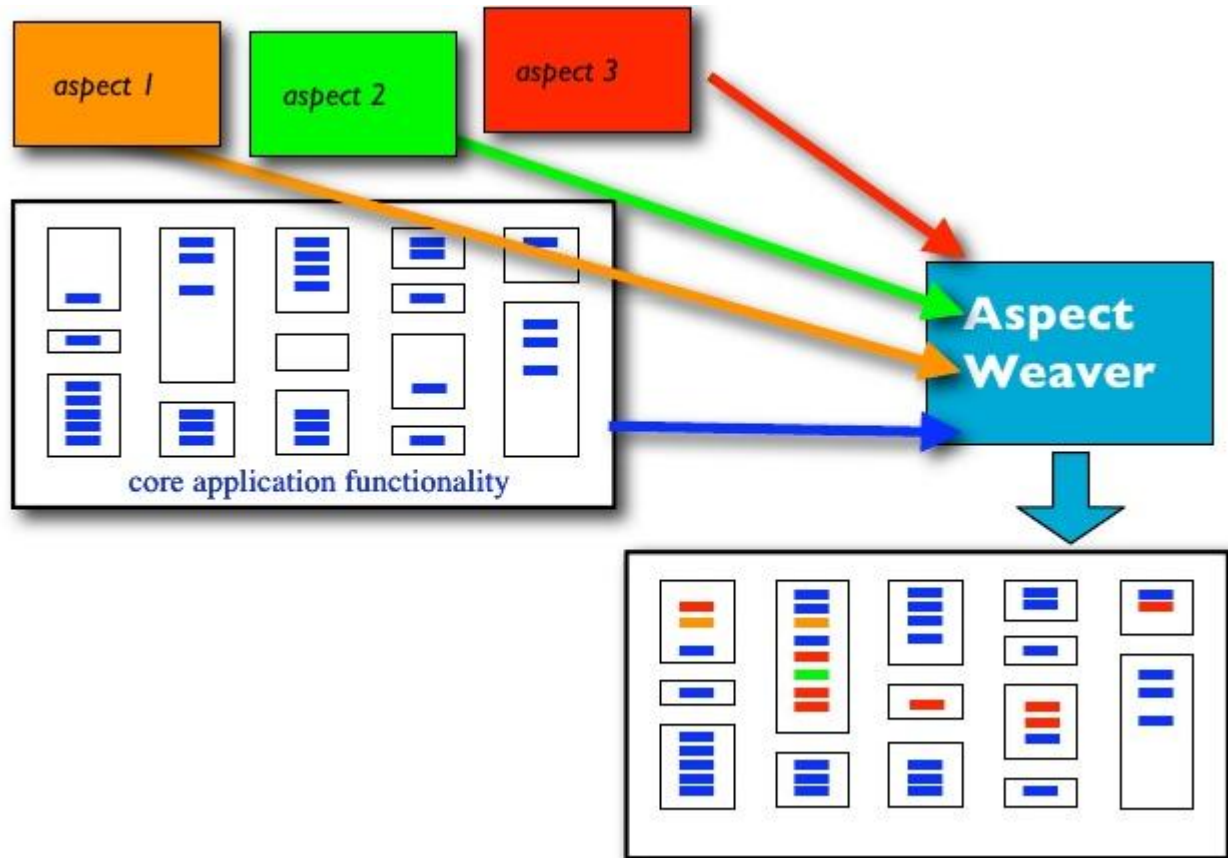 aspect 1
aspect 2
aspect 3
Aspect
Weaver
core application functionality